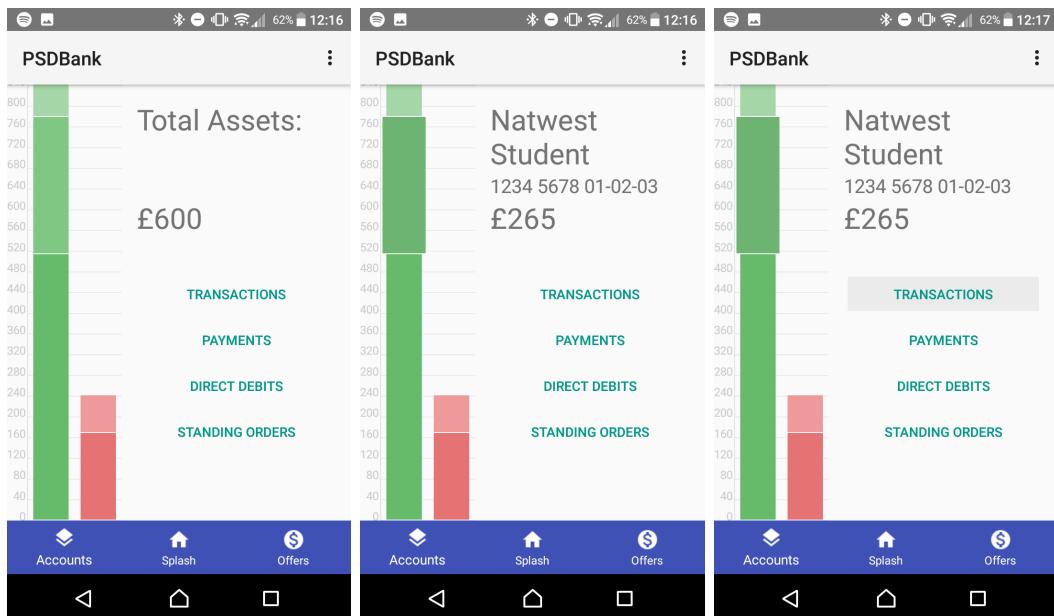 62% 12:16
PSDBank
800
760
720
680
640
600
560
520
480
440
400
360
320
280
240
200
160
120
80
40
0
Total Assets:
£600
TRANSACTIONS
PAYMENTS
DIRECT DEBITS
STANDING ORDERS
Accounts Splash Offers
62% 12:16
PSDBank
800
760
720
680
640
600
560
520
480
440
400
360
320
280
240
200
160
120
80
40
0
Natwest
Student
1234 5678 01-02-03
£265
TRANSACTIONS
PAYMENTS
DIRECT DEBITS
STANDING ORDERS
Accounts Splash Offers
62% 12:17
PSDBank
800
760
720
680
640
600
560
520
480
440
400
360
320
280
240
200
160
120
80
40
0
Natwest
Student
1234 5678 01-02-03
£265
TRANSACTIONS
PAYMENTS
DIRECT DEBITS
STANDING ORDERS
Accounts Splash Offers